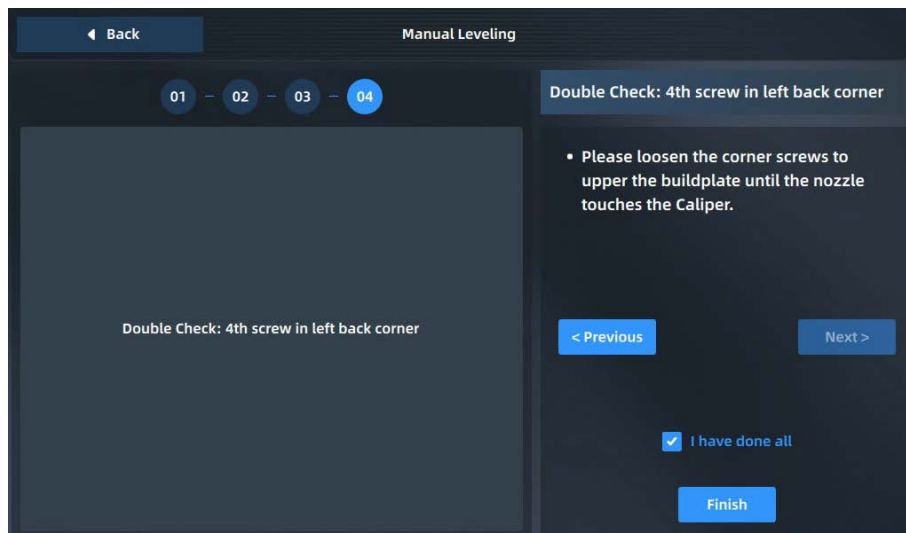 Back
Manual Leveling
01 - 02 - 03 - 04
Double Check: 4th screw in left back corner
Double Check: 4th screw in left back corner
• Please loosen the corner screws to
upper the buildplate until the nozzle
touches the Caliper.
< Previous
Next >
I have done all
Finish